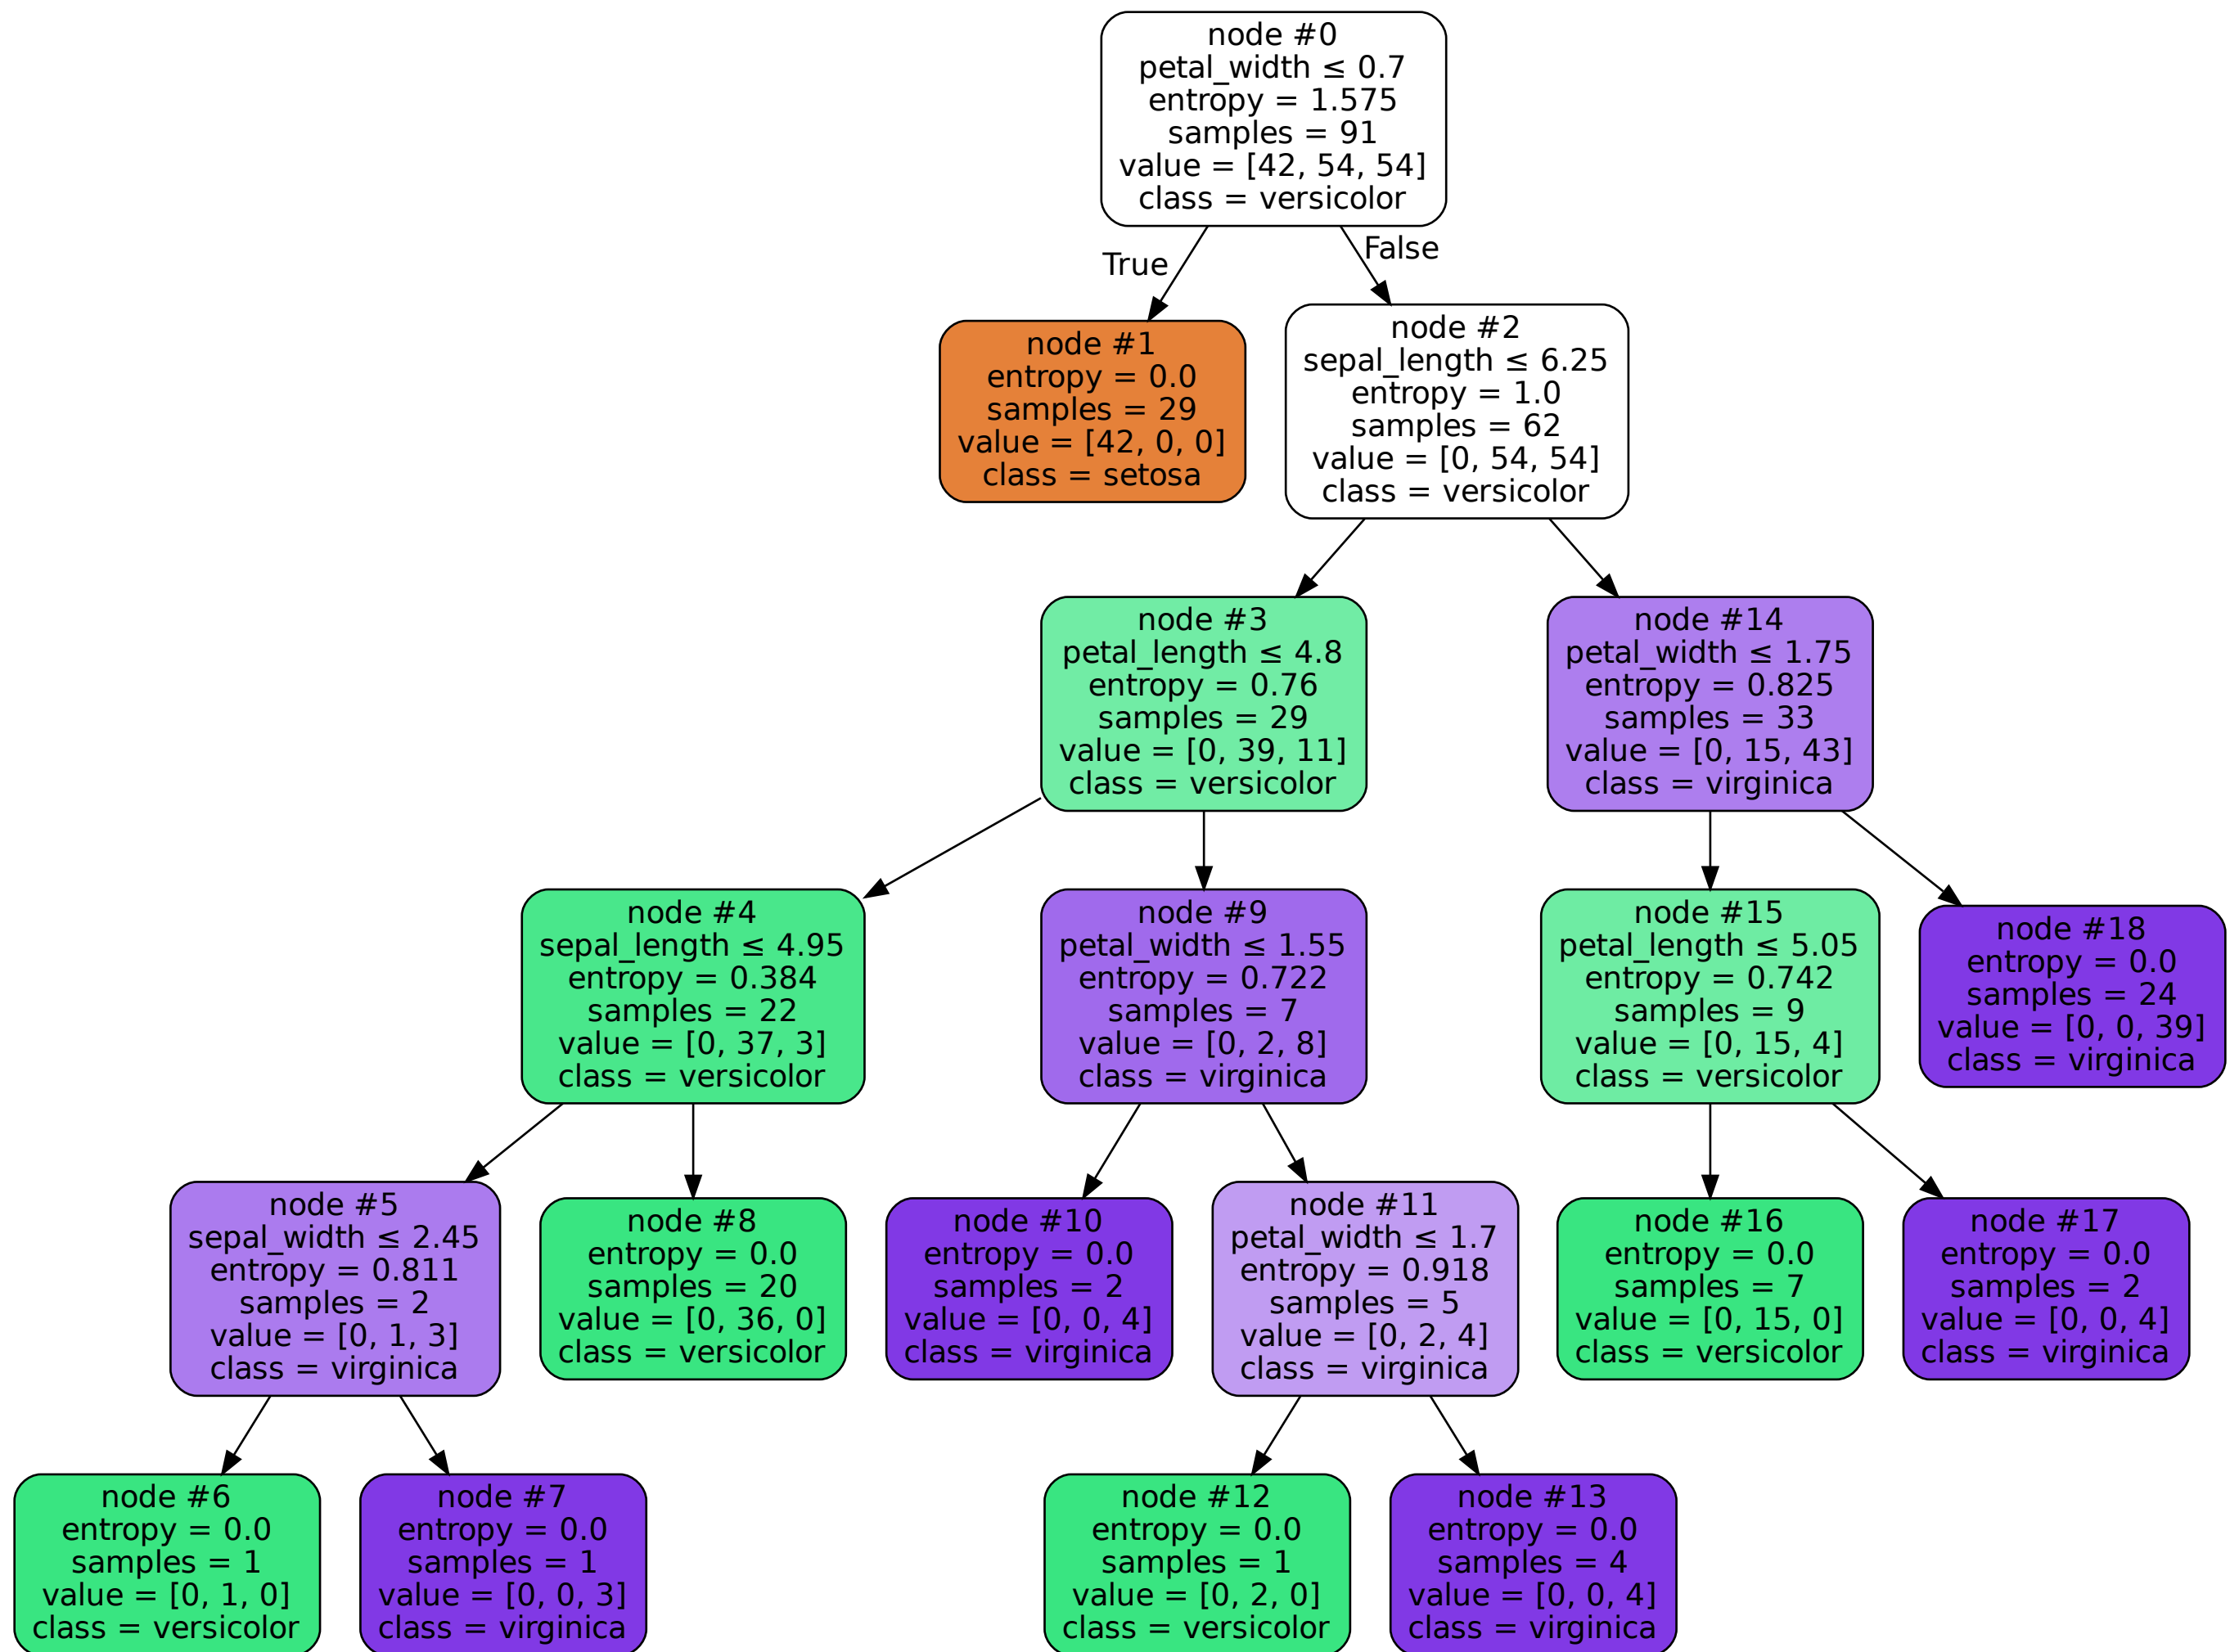 node #0
petal_width ≤ 0.7
entropy = 1.575
samples = 91
value = [42, 54, 54]
class = versicolor
True
False
node #1
entropy = 0.0
samples = 29
value = [42, 0, 0]
class = setosa
node #2
sepal_length ≤ 6.25
entropy = 1.0
samples = 62
value = [0, 54, 54]
class = versicolor
node #3
petal_length ≤ 4.8
entropy = 0.76
samples = 29
value = [0, 39, 11]
class = versicolor
node #14
petal_width ≤ 1.75
entropy = 0.825
samples = 33
value = [0, 15, 43]
class = virginica
node #4
sepal_length ≤ 4.95
entropy = 0.384
samples = 22
value = [0, 37, 3]
class = versicolor
node #9
petal_width ≤ 1.55
entropy = 0.722
samples = 7
value = [0, 2, 8]
class = virginica
node #15
petal_length ≤ 5.05
entropy = 0.742
samples = 9
value = [0, 15, 4]
class = versicolor
node #18
entropy = 0.0
samples = 24
value = [0, 0, 39]
class = virginica
node #5
sepal_width ≤ 2.45
entropy = 0.811
samples = 2
value = [0, 1, 3]
class = virginica
node #8
entropy = 0.0
samples = 20
value = [0, 36, 0]
class = versicolor
node #10
entropy = 0.0
samples = 2
value = [0, 0, 4]
class = virginica
node #11
petal_width ≤ 1.7
entropy = 0.918
samples = 5
value = [0, 2, 4]
class = virginica
node #16
entropy = 0.0
samples = 7
value = [0, 15, 0]
class = versicolor
node #17
entropy = 0.0
samples = 2
value = [0, 0, 4]
class = virginica
node #6
entropy = 0.0
samples = 1
value = [0, 1, 0]
class = versicolor
node #7
entropy = 0.0
samples = 1
value = [0, 0, 3]
class = virginica
node #12
entropy = 0.0
samples = 1
value = [0, 2, 0]
class = versicolor
node #13
entropy = 0.0
samples = 4
value = [0, 0, 4]
class = virginica